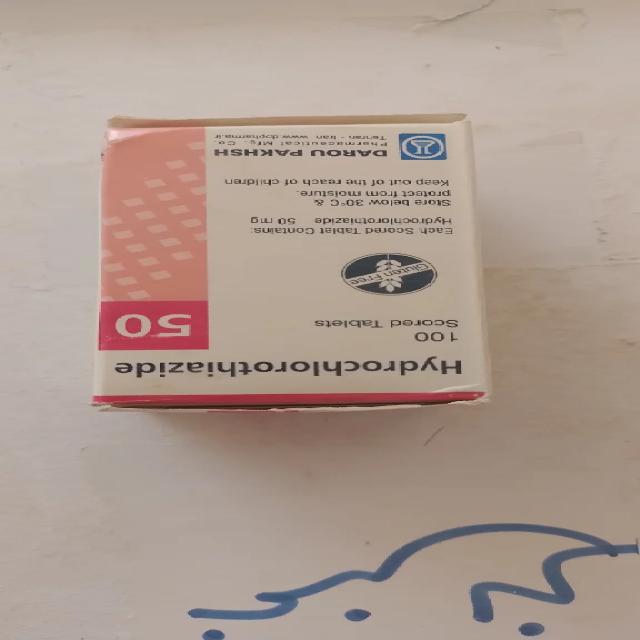 Hydrochlorothiazide
100
Scored Tablets
50
Gluten Free
Each Scored Tablet Contains:
Hydrochlorothiazide 50 mg
Store below 30°C &
protect from moisture.
Keep out of the reach of children
DAROU PAKHSH
Pharmaceutical Mfg. Co.
Tehran - Iran www.dppharma.ir